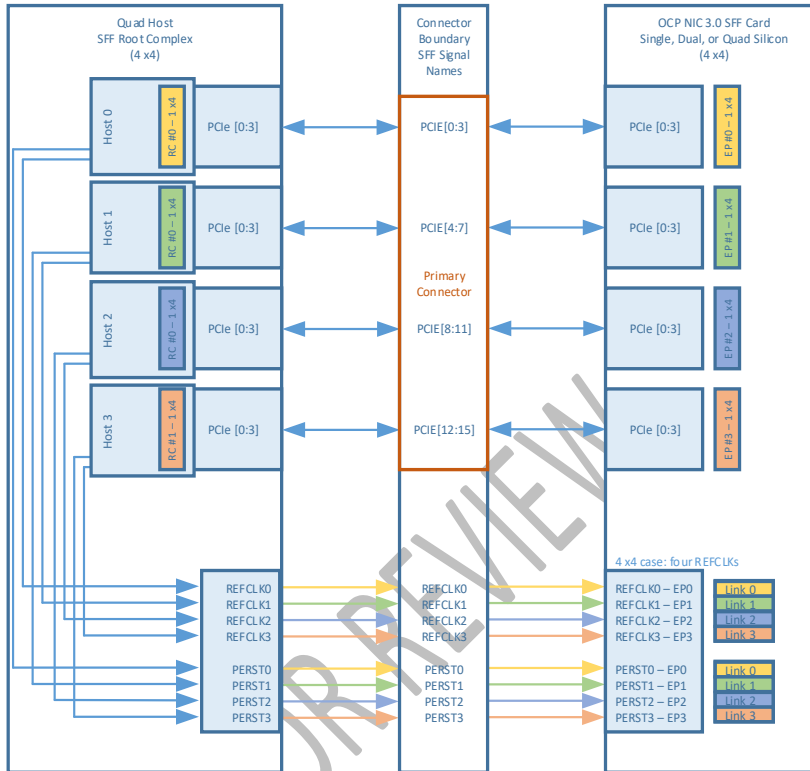 Quad Host
SFF Root Complex
(4 x4)
Connector
Boundary
SFF Signal
Names
OCP NIC 3.0 SFF Card
Single, Dual, or Quad Silicon
(4 x4)
Host 0
RC #0 – 1 x4
PCIe [0:3]
PCIE[0:3]
PCIe [0:3]
EP #0 – 1 x4
Host 1
RC #0 – 1 x4
PCIe [0:3]
PCIE[4:7]
PCIe [0:3]
EP #1 – 1 x4
Primary
Connector
Host 2
RC #0 – 1 x4
PCIe [0:3]
PCIE[8:11]
PCIe [0:3]
EP #2 – 1 x4
Host 3
RC #1 – 1 x4
PCIe [0:3]
PCIE[12:15]
PCIe [0:3]
EP #3 – 1 x4
4 x4 case: four REFCLKs
REFCLK0
REFCLK1
REFCLK2
REFCLK3
PERST0
PERST1
PERST2
PERST3
REFCLK0
REFCLK1
REFCLK2
REFCLK3
PERST0
PERST1
PERST2
PERST3
REFCLK0 – EP0
REFCLK1 – EP1
REFCLK2 – EP2
REFCLK3 – EP3
PERST0 – EP0
PERST1 – EP1
PERST2 – EP2
PERST3 – EP3
Link 0
Link 1
Link 2
Link 3
Link 0
Link 1
Link 2
Link 3
OR REVIEW